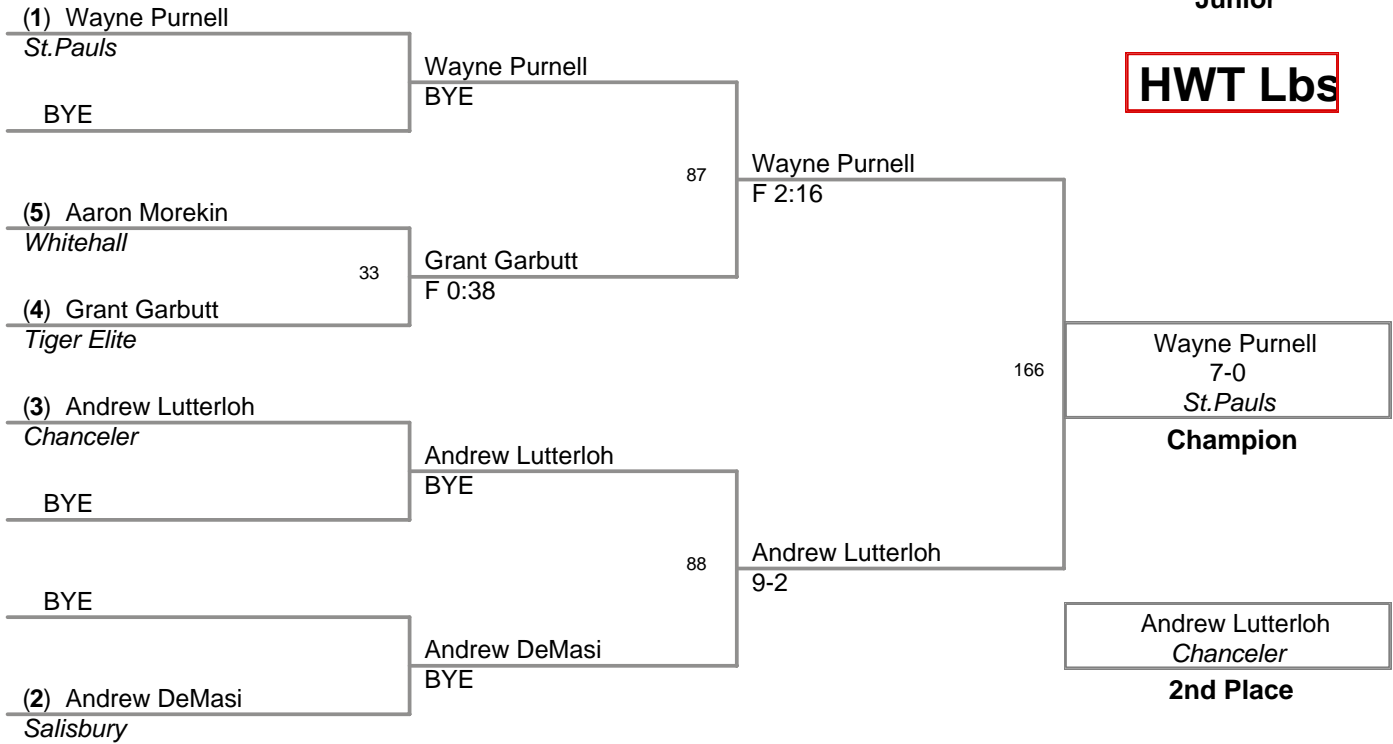 Junior
HWT Lbs
(1) Wayne Purnell
St.Pauls
BYE
(5) Aaron Morekin
Whitehall
33
(4) Grant Garbutt
Tiger Elite
(3) Andrew Lutterloh
Chanceler
BYE
BYE
(2) Andrew DeMasi
Salisbury
Wayne Purnell
BYE
87
Grant Garbutt
F 0:38
Andrew Lutterloh
BYE
88
Andrew DeMasi
BYE
Wayne Purnell
F 2:16
166
Andrew Lutterloh
9-2
Wayne Purnell
7-0
St.Pauls
Champion
Andrew Lutterloh
Chanceler
2nd Place